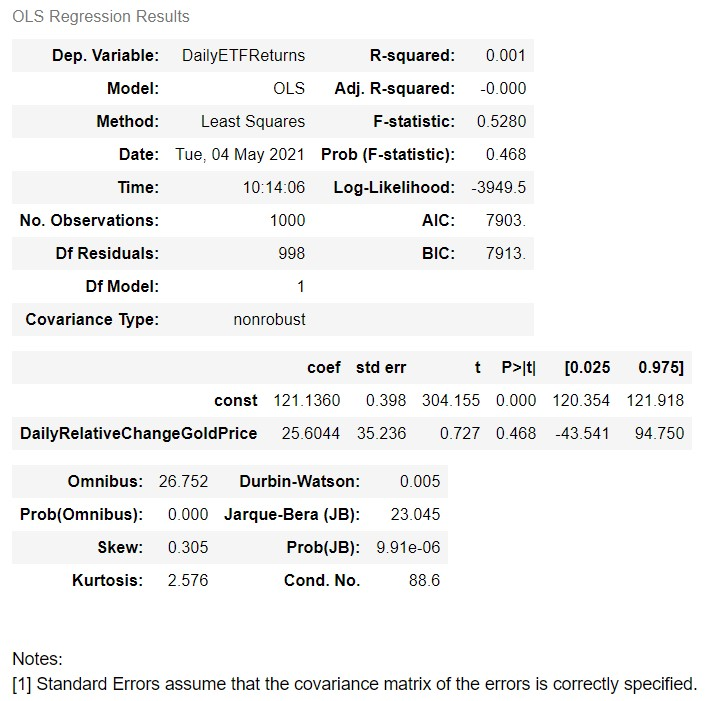 OLS Regression Results
Dep. Variable: DailyETFReturns R-squared: 0.001
Model: OLS Adj. R-squared: -0.000
Method: Least Squares F-statistic: 0.5280
Date: Tue, 04 May 2021 Prob (F-statistic): 0.468
Time: 10:14:06 Log-Likelihood: -3949.5
No. Observations: 1000 AIC: 7903.
Df Residuals: 998 BIC: 7913.
Df Model: 1
Covariance Type: nonrobust
coef std err t P>|t| [0.025 0.975]
const 121.1360 0.398 304.155 0.000 120.354 121.918
DailyRelativeChangeGoldPrice 25.6044 35.236 0.727 0.468 -43.541 94.750
Omnibus: 26.752 Durbin-Watson: 0.005
Prob(Omnibus): 0.000 Jarque-Bera (JB): 23.045
Skew: 0.305 Prob(JB): 9.91e-06
Kurtosis: 2.576 Cond. No. 88.6
Notes:
[1] Standard Errors assume that the covariance matrix of the errors is correctly specified.